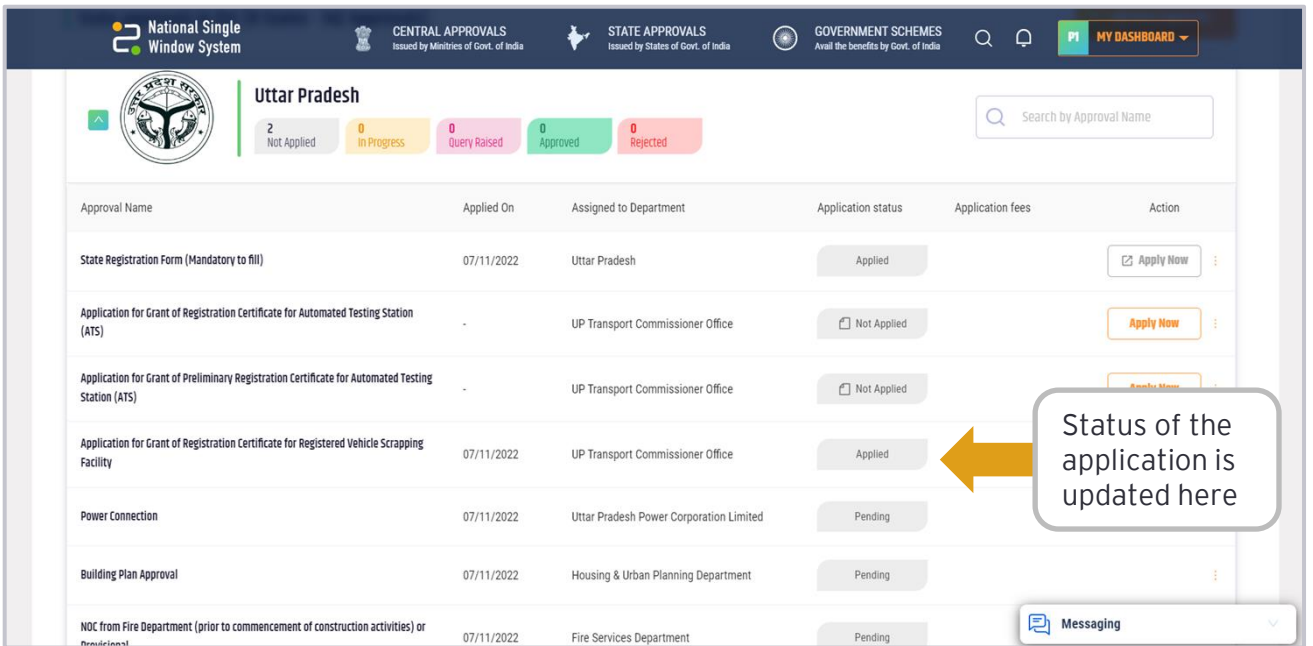 National Single
Window System
CENTRAL APPROVALS
Issued by Minitries of Govt. of India
STATE APPROVALS
Issued by States of Govt. of India
GOVERNMENT SCHEMES
Avail the benefits by Govt. of India
P1 MY DASHBOARD
उत्तर प्रदेश सरकार
Uttar Pradesh
2
Not Applied
0
In Progress
0
Query Raised
0
Approved
0
Rejected
Search by Approval Name
Approval Name Applied On Assigned to Department Application status Application fees Action
State Registration Form (Mandatory to fill) 07/11/2022 Uttar Pradesh Applied Apply Now
Application for Grant of Registration Certificate for Automated Testing Station
(ATS) - UP Transport Commissioner Office Not Applied Apply Now
Application for Grant of Preliminary Registration Certificate for Automated Testing
Station (ATS) - UP Transport Commissioner Office Not Applied Apply Now
Application for Grant of Registration Certificate for Registered Vehicle Scrapping
Facility 07/11/2022 UP Transport Commissioner Office Applied
Status of the
application is
updated here
Power Connection 07/11/2022 Uttar Pradesh Power Corporation Limited Pending
Building Plan Approval 07/11/2022 Housing & Urban Planning Department Pending
NOC from Fire Department (prior to commencement of construction activities) or
Provisional 07/11/2022 Fire Services Department Pending
Messaging